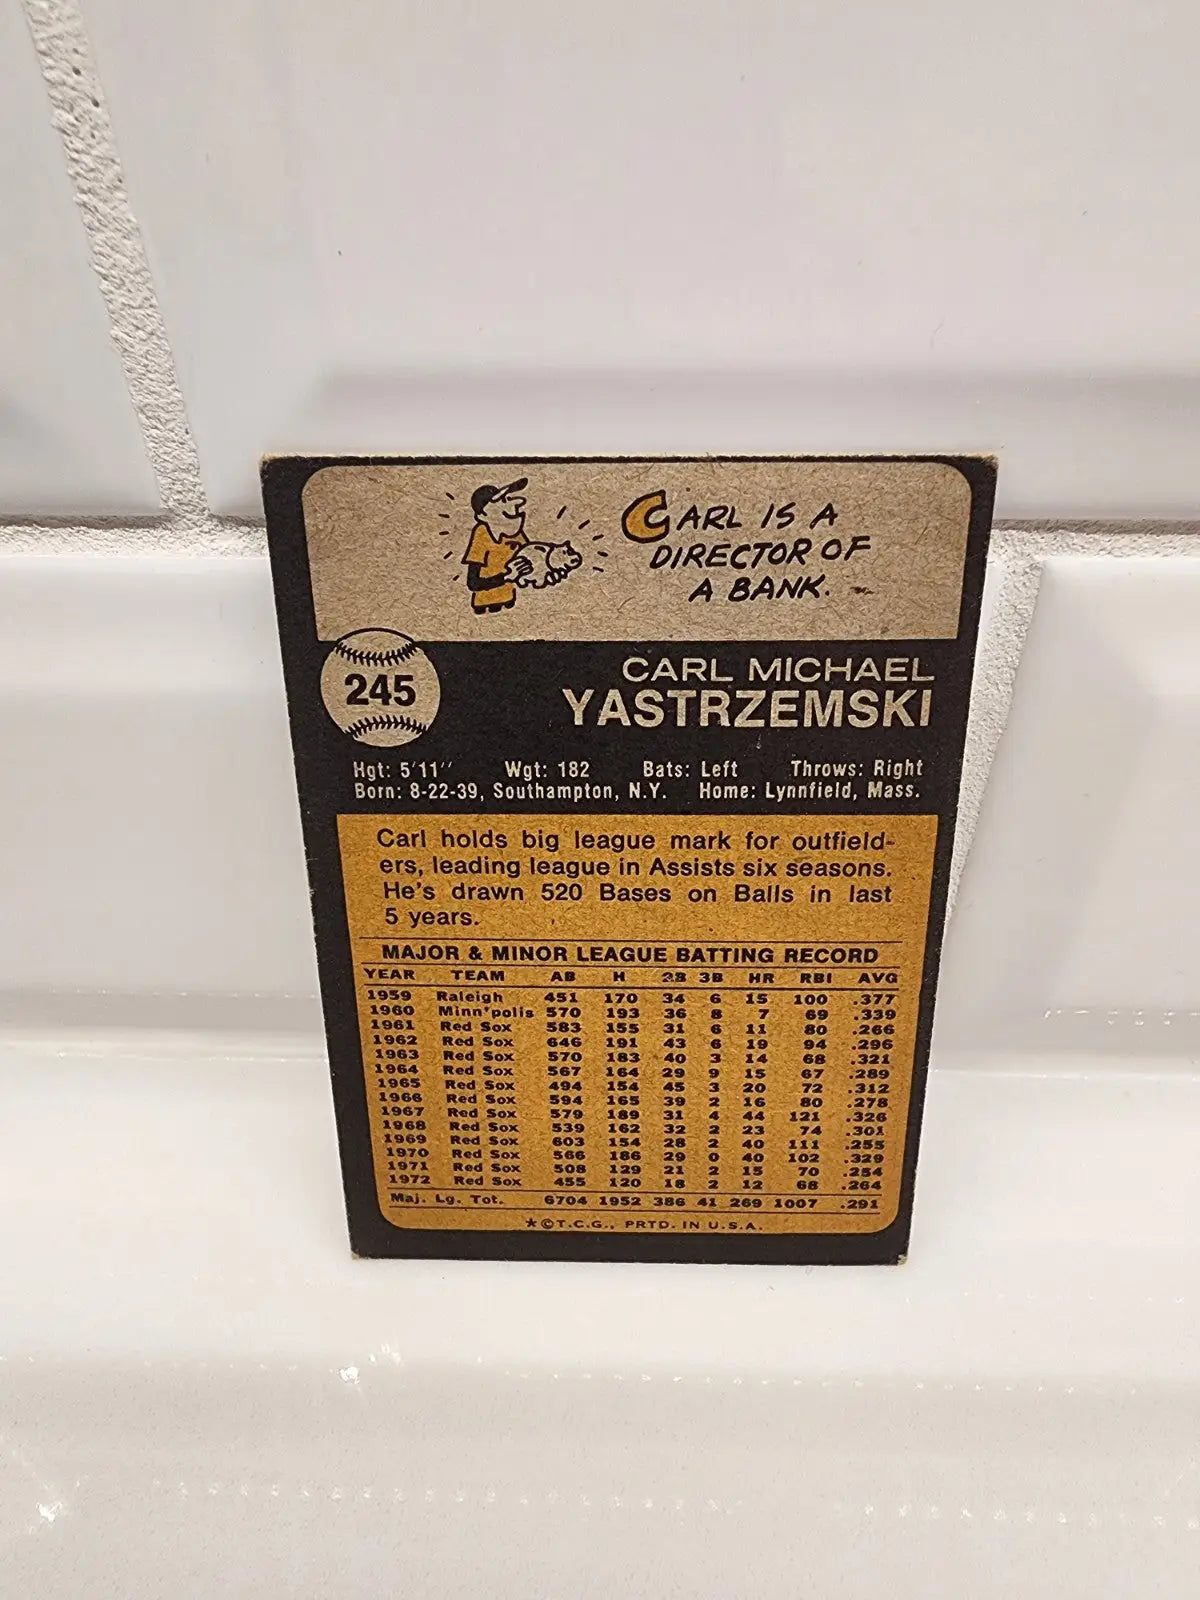 CARL IS A
DIRECTOR OF
A BANK.
245
CARL MICHAEL
YASTRZEMSKI
Hgt: 5'11" Wgt: 182 Bats: Left Throws: Right
Born: 8-22-39, Southampton, N.Y. Home: Lynnfield, Mass.
Carl holds big league mark for outfield-
ers, leading league in Assists six seasons.
He's drawn 520 Bases on Balls in last
5 years.
MAJOR & MINOR LEAGUE BATTING RECORD
YEAR TEAM AB H 2B 3B HR RBI AVG
1959 Raleigh 451 170 34 6 15 100 .377
1960 Minn'polis 570 193 36 8 7 69 .339
1961 Red Sox 583 155 31 6 11 80 .266
1962 Red Sox 646 191 43 6 19 94 .296
1963 Red Sox 570 183 40 3 14 68 .321
1964 Red Sox 567 164 29 9 15 67 .289
1965 Red Sox 494 154 45 3 20 72 .312
1966 Red Sox 594 165 39 2 16 80 .278
1967 Red Sox 579 189 31 4 44 121 .326
1968 Red Sox 539 162 32 2 23 74 .301
1969 Red Sox 603 154 28 2 40 111 .255
1970 Red Sox 566 186 29 0 40 102 .329
1971 Red Sox 508 129 21 2 15 70 .254
1972 Red Sox 455 120 18 2 12 68 .264
Maj. Lg. Tot. 6704 1952 386 41 269 1007 .291
★©T.C.G., PRTD. IN U.S.A.